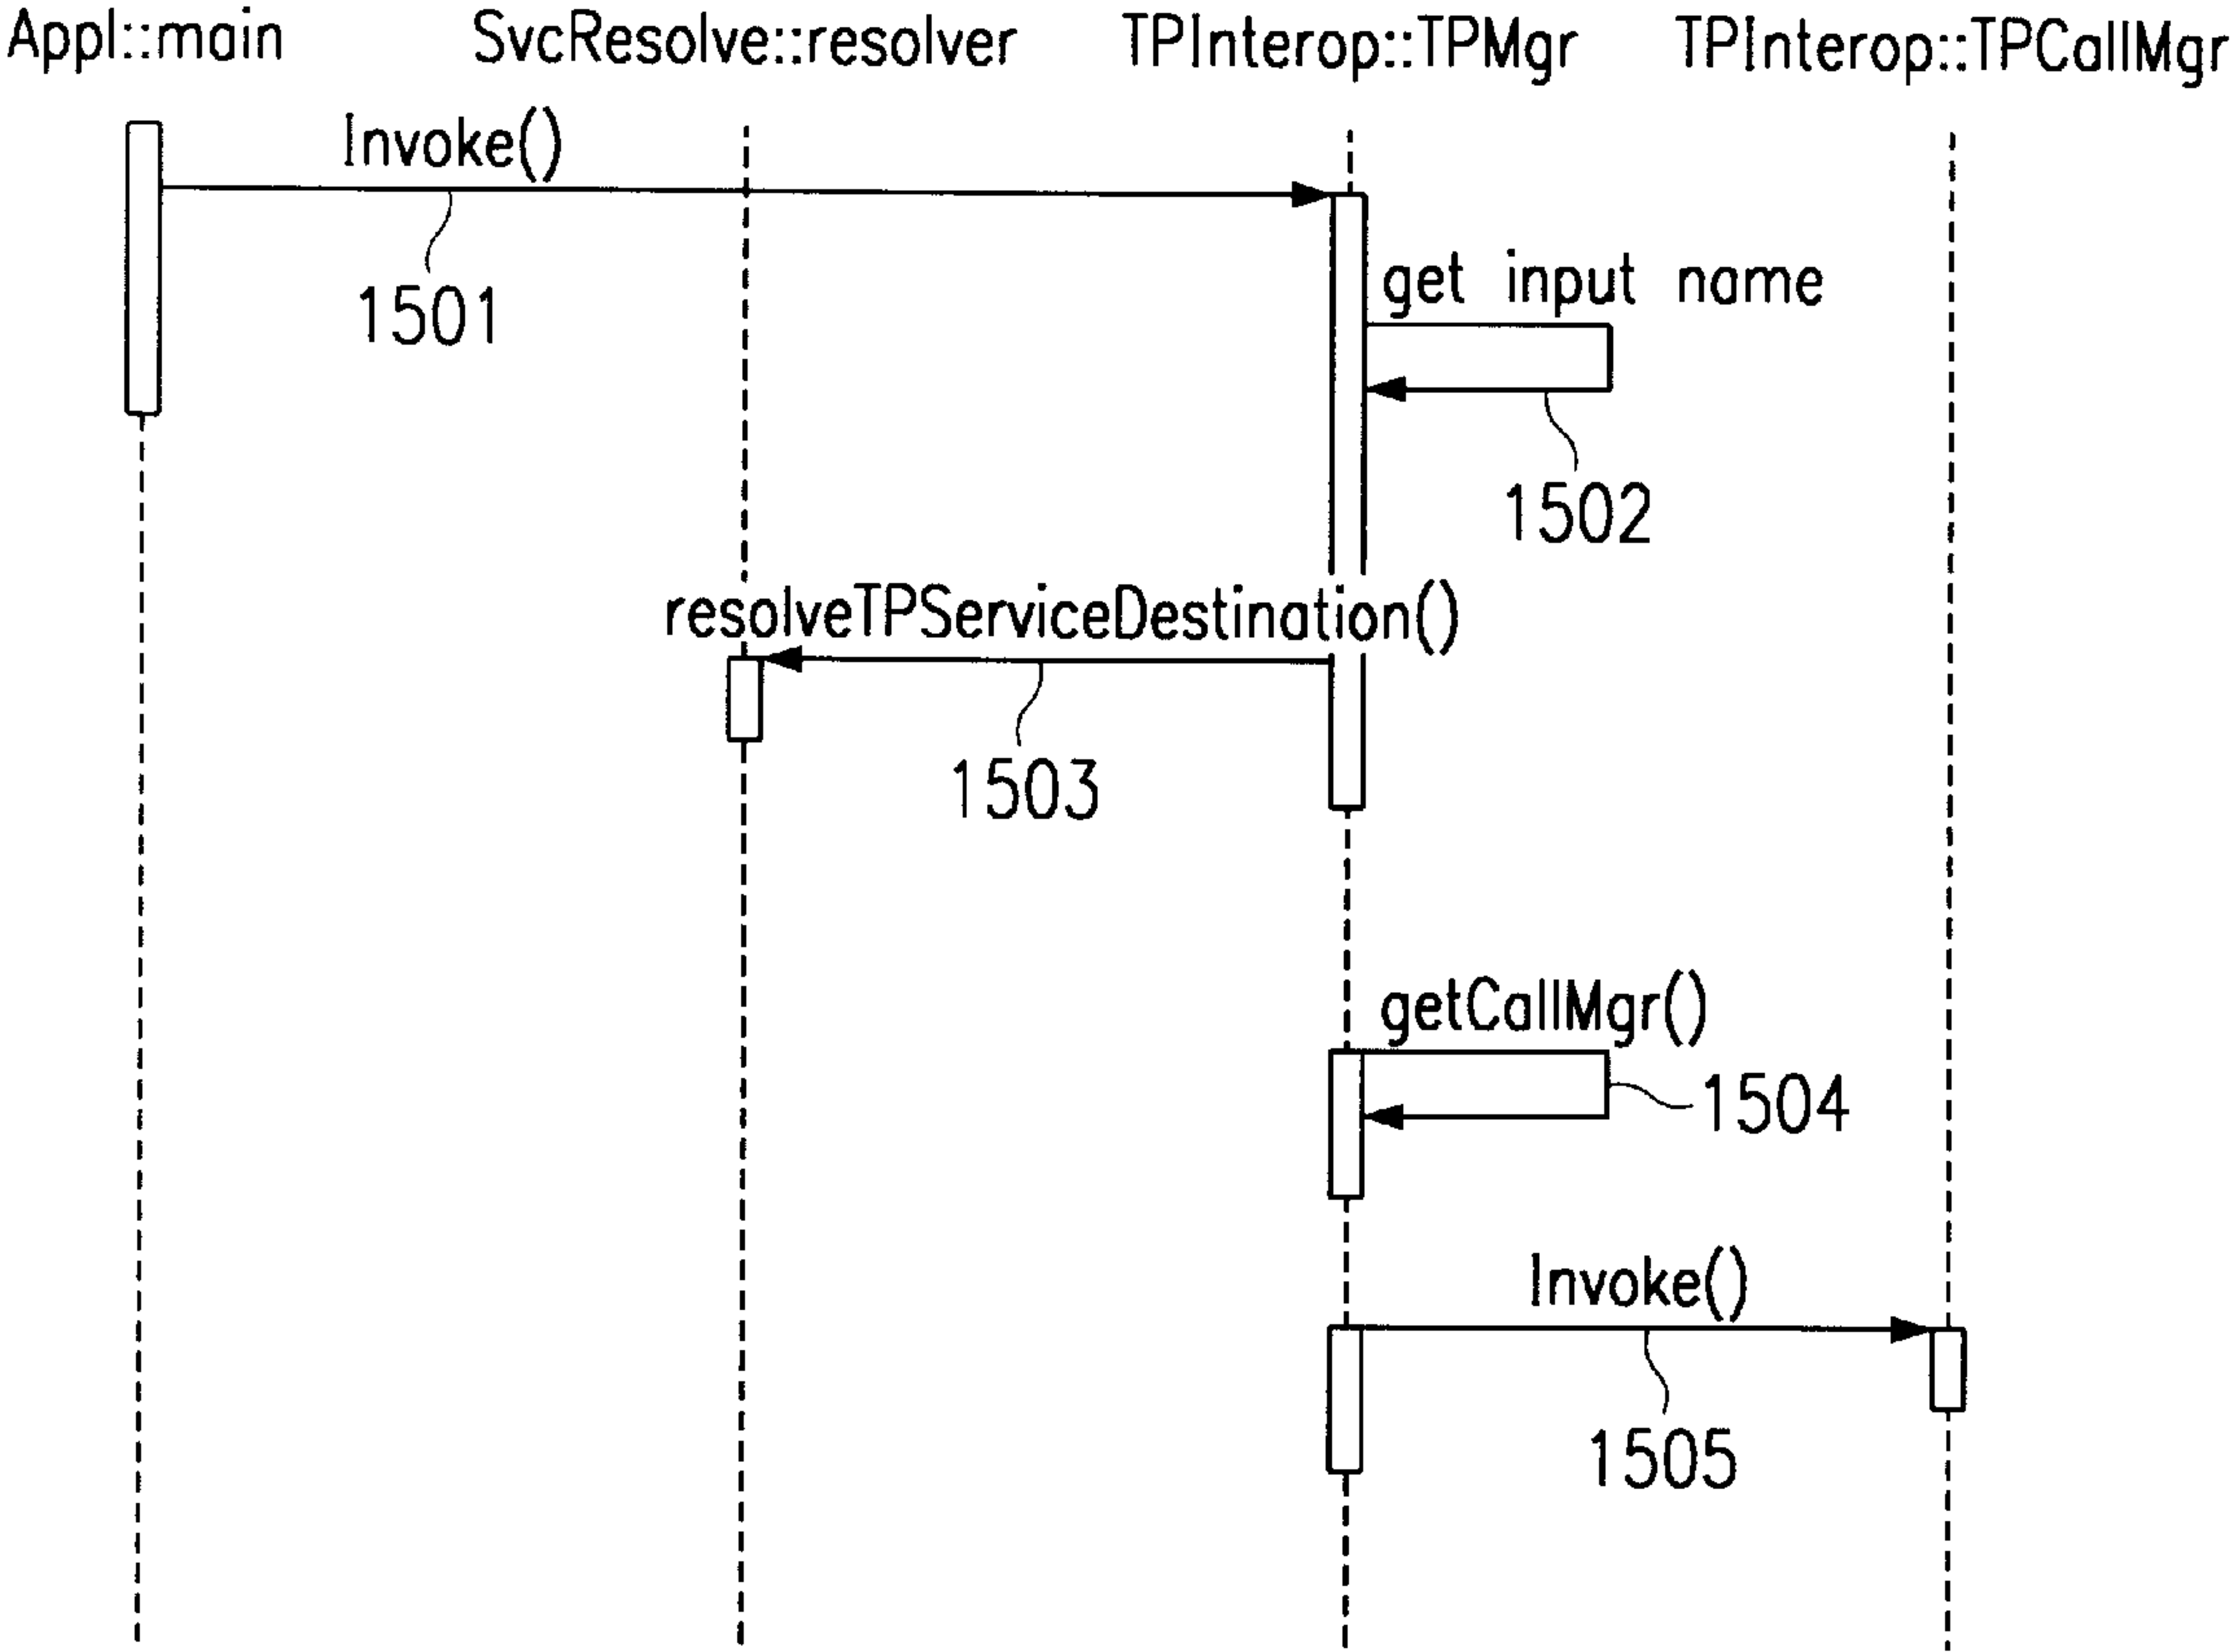 Appl::main SvcResolve::resolver TPInterop::TPMgr TPInterop::TPCallMgr
Invoke()
1501
get input name
1502
resolveTPServiceDestination()
1503
getCallMgr()
1504
Invoke()
1505